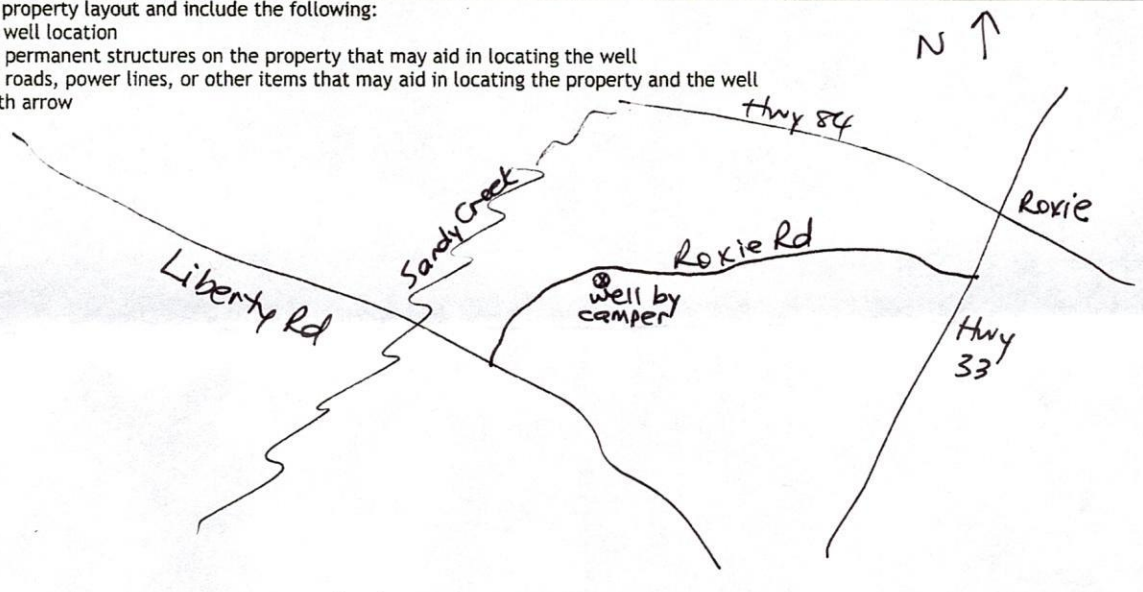 property layout and include the following:
well location
permanent structures on the property that may aid in locating the well
roads, power lines, or other items that may aid in locating the property and the well
th arrow
N
Hwy 84
Roxie
Sandy Creek
Roxie Rd
Liberty Rd
well by
camper
Hwy
33